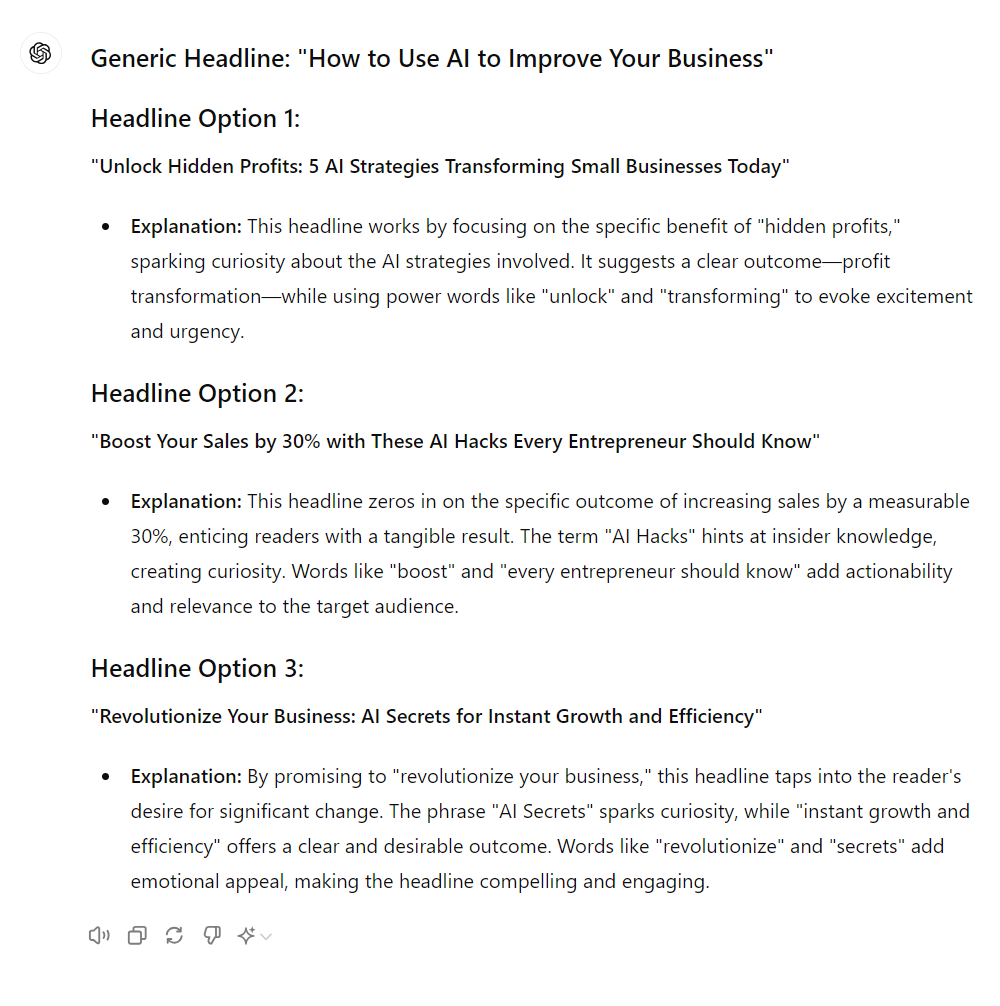 Generic Headline: "How to Use AI to Improve Your Business"
Headline Option 1:
"Unlock Hidden Profits: 5 AI Strategies Transforming Small Businesses Today"
• Explanation: This headline works by focusing on the specific benefit of "hidden profits,"
sparking curiosity about the AI strategies involved. It suggests a clear outcome—profit
transformation—while using power words like "unlock" and "transforming" to evoke excitement
and urgency.
Headline Option 2:
"Boost Your Sales by 30% with These AI Hacks Every Entrepreneur Should Know"
• Explanation: This headline zeros in on the specific outcome of increasing sales by a measurable
30%, enticing readers with a tangible result. The term "AI Hacks" hints at insider knowledge,
creating curiosity. Words like "boost" and "every entrepreneur should know" add actionability
and relevance to the target audience.
Headline Option 3:
"Revolutionize Your Business: AI Secrets for Instant Growth and Efficiency"
• Explanation: By promising to "revolutionize your business," this headline taps into the reader's
desire for significant change. The phrase "AI Secrets" sparks curiosity, while "instant growth and
efficiency" offers a clear and desirable outcome. Words like "revolutionize" and "secrets" add
emotional appeal, making the headline compelling and engaging.